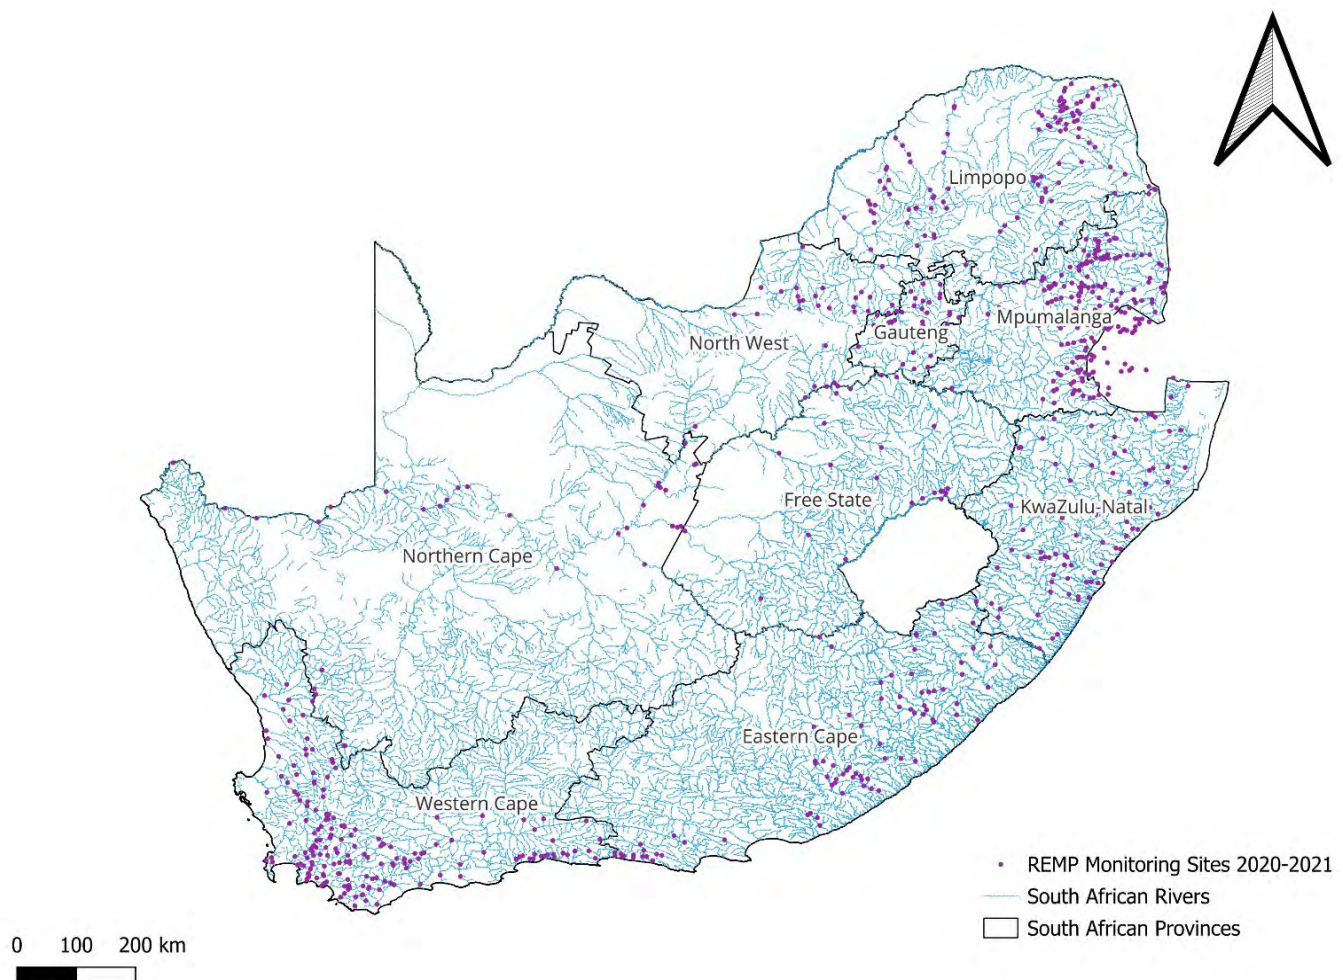 Limpopo
Mpumalanga
Gauteng
North West
Free State
KwaZulu-Natal
Northern Cape
Eastern Cape
Western Cape
REMP Monitoring Sites 2020-2021
South African Rivers
South African Provinces
0 100 200 km